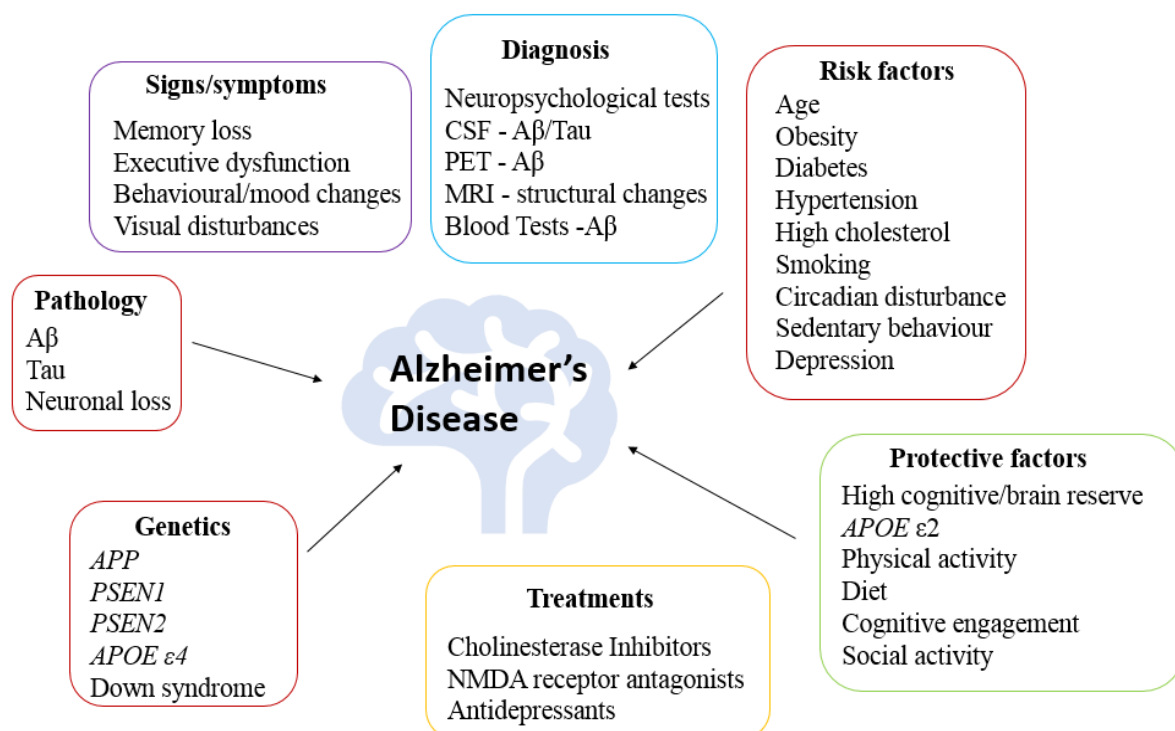 Signs/symptoms
Memory loss
Executive dysfunction
Behavioural/mood changes
Visual disturbances
Diagnosis
Neuropsychological tests
CSF - Aβ/Tau
PET - Aβ
MRI - structural changes
Blood Tests -Aβ
Risk factors
Age
Obesity
Diabetes
Hypertension
High cholesterol
Smoking
Circadian disturbance
Sedentary behaviour
Depression
Pathology
Aβ
Tau
Neuronal loss
Alzheimer’s
Disease
Genetics
APP
PSEN1
PSEN2
APOE ε4
Down syndrome
Treatments
Cholinesterase Inhibitors
NMDA receptor antagonists
Antidepressants
Protective factors
High cognitive/brain reserve
APOE ε2
Physical activity
Diet
Cognitive engagement
Social activity